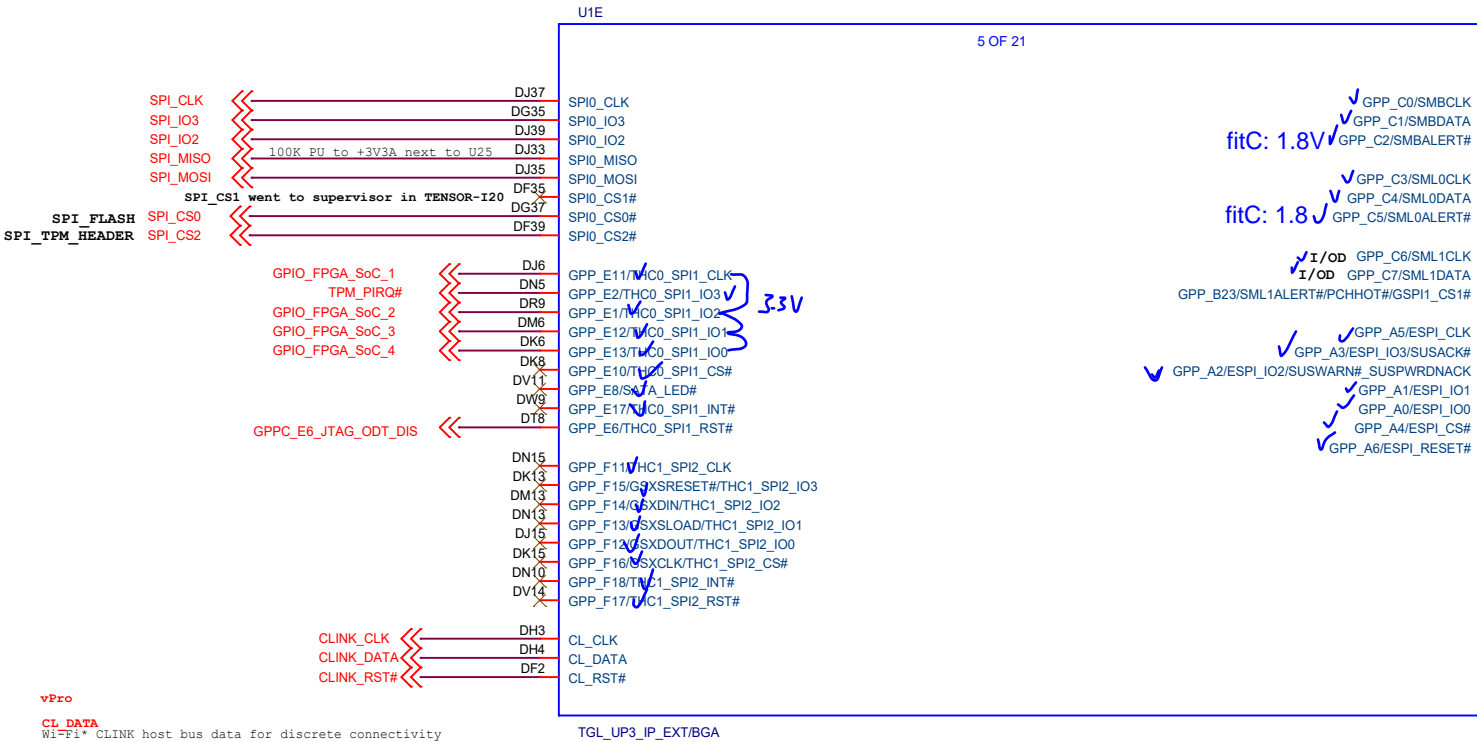 U1E
5 OF 21
SPI_CLK DJ37 SPI0_CLK
SPI_IO3 DG35 SPI0_IO3
SPI_IO2 DJ39 SPI0_IO2
SPI_MISO 100K PU to +3V3A next to U25 DJ33 SPI0_MISO
SPI_MOSI DJ35 SPI0_MOSI
SPI_CS1 went to supervisor in TENSOR-I20 DF35 SPI0_CS1#
SPI_FLASH SPI_CS0 DG37 SPI0_CS0#
SPI_TPM_HEADER SPI_CS2 DF39 SPI0_CS2#
GPIO_FPGA_SoC_1 DJ6 GPP_E11/THC0_SPI1_CLK
TPM_PIRQ# DN5 GPP_E2/THC0_SPI1_IO3
GPIO_FPGA_SoC_2 DR9 GPP_E1/THC0_SPI1_IO2
3.3V
GPIO_FPGA_SoC_3 DM6 GPP_E12/THC0_SPI1_IO1
GPIO_FPGA_SoC_4 DK6 GPP_E13/THC0_SPI1_IO0
DK8 GPP_E10/THC0_SPI1_CS#
DV11 GPP_E8/SATA_LED#
DW9 GPP_E17/THC0_SPI1_INT#
GPPC_E6_JTAG_ODT_DIS DT8 GPP_E6/THC0_SPI1_RST#
DN15 GPP_F11/THC1_SPI2_CLK
DK13 GPP_F15/GSXSRESET#/THC1_SPI2_IO3
DM13 GPP_F14/GSXDIN/THC1_SPI2_IO2
DN13 GPP_F13/GSXSLOAD/THC1_SPI2_IO1
DJ15 GPP_F12/GSXDOUT/THC1_SPI2_IO0
DK15 GPP_F16/GSXCLK/THC1_SPI2_CS#
DN10 GPP_F18/THC1_SPI2_INT#
DV14 GPP_F17/THC1_SPI2_RST#
CLINK_CLK DH3 CL_CLK
CLINK_DATA DH4 CL_DATA
CLINK_RST# DF2 CL_RST#
GPP_C0/SMBCLK
GPP_C1/SMBDATA
fitC: 1.8V GPP_C2/SMBALERT#
GPP_C3/SML0CLK
GPP_C4/SML0DATA
fitC: 1.8 GPP_C5/SML0ALERT#
I/OD GPP_C6/SML1CLK
I/OD GPP_C7/SML1DATA
GPP_B23/SML1ALERT#/PCHHOT#/GSPI1_CS1#
GPP_A5/ESPI_CLK
GPP_A3/ESPI_IO3/SUSACK#
GPP_A2/ESPI_IO2/SUSWARN#_SUSPWRDNACK
GPP_A1/ESPI_IO1
GPP_A0/ESPI_IO0
GPP_A4/ESPI_CS#
GPP_A6/ESPI_RESET#
vPro
CL_DATA
Wi-Fi* CLINK host bus data for discrete connectivity
TGL_UP3_IP_EXT/BGA